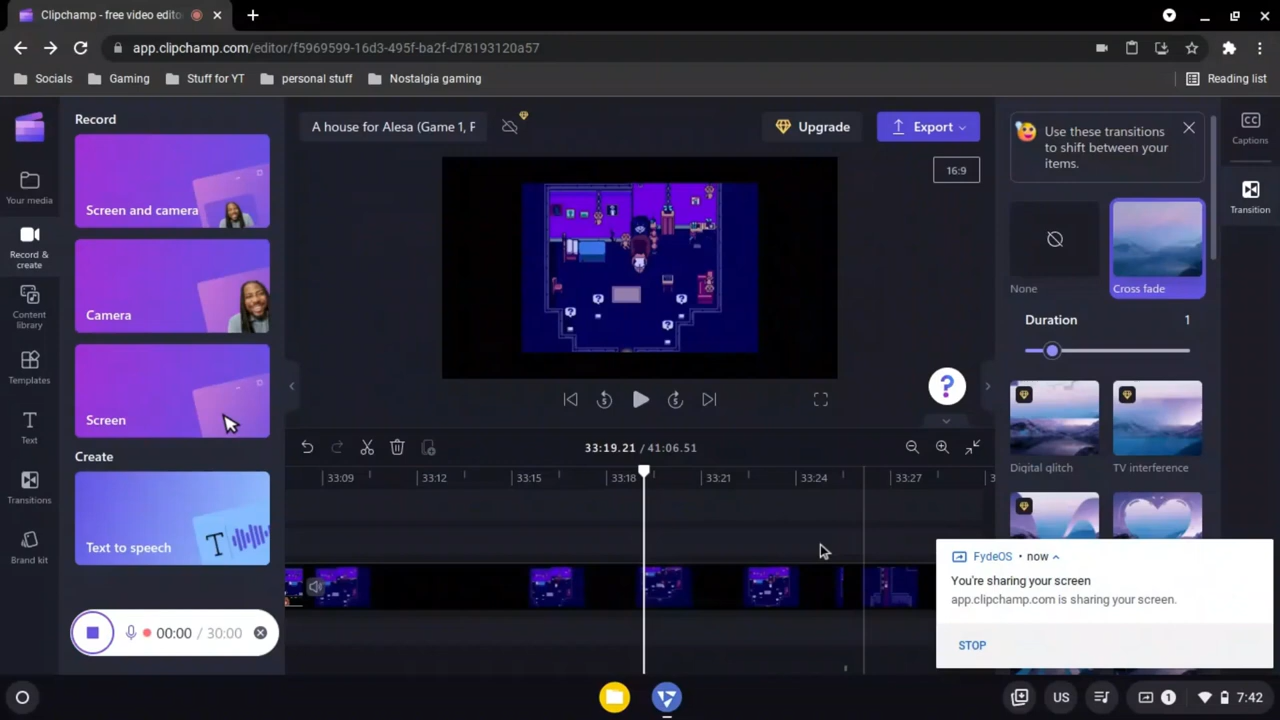 Clipchamp - free video edito
app.clipchamp.com/editor/f5969599-16d3-495f-ba2f-d78193120a57
Socials
Gaming
Stuff for YT
personal stuff
Nostalgia gaming
Reading list
Your media
Record &
create
Content
library
Templates
Text
Transitions
Brand kit
Record
Screen and camera
Camera
Screen
Create
Text to speech
T
00:00 / 30:00
A house for Alesa (Game 1, F
Upgrade
Export
16:9
?
5
5
33:19.21 / 41:06.51
33:09
33:12
33:15
33:18
33:21
33:24
33:27
3
Use these transitions
to shift between your
items.
None
Cross fade
Duration
1
Digital glitch
TV interference
CC
Captions
Transition
FydeOS • now
You're sharing your screen
app.clipchamp.com is sharing your screen.
STOP
US
1
7:42